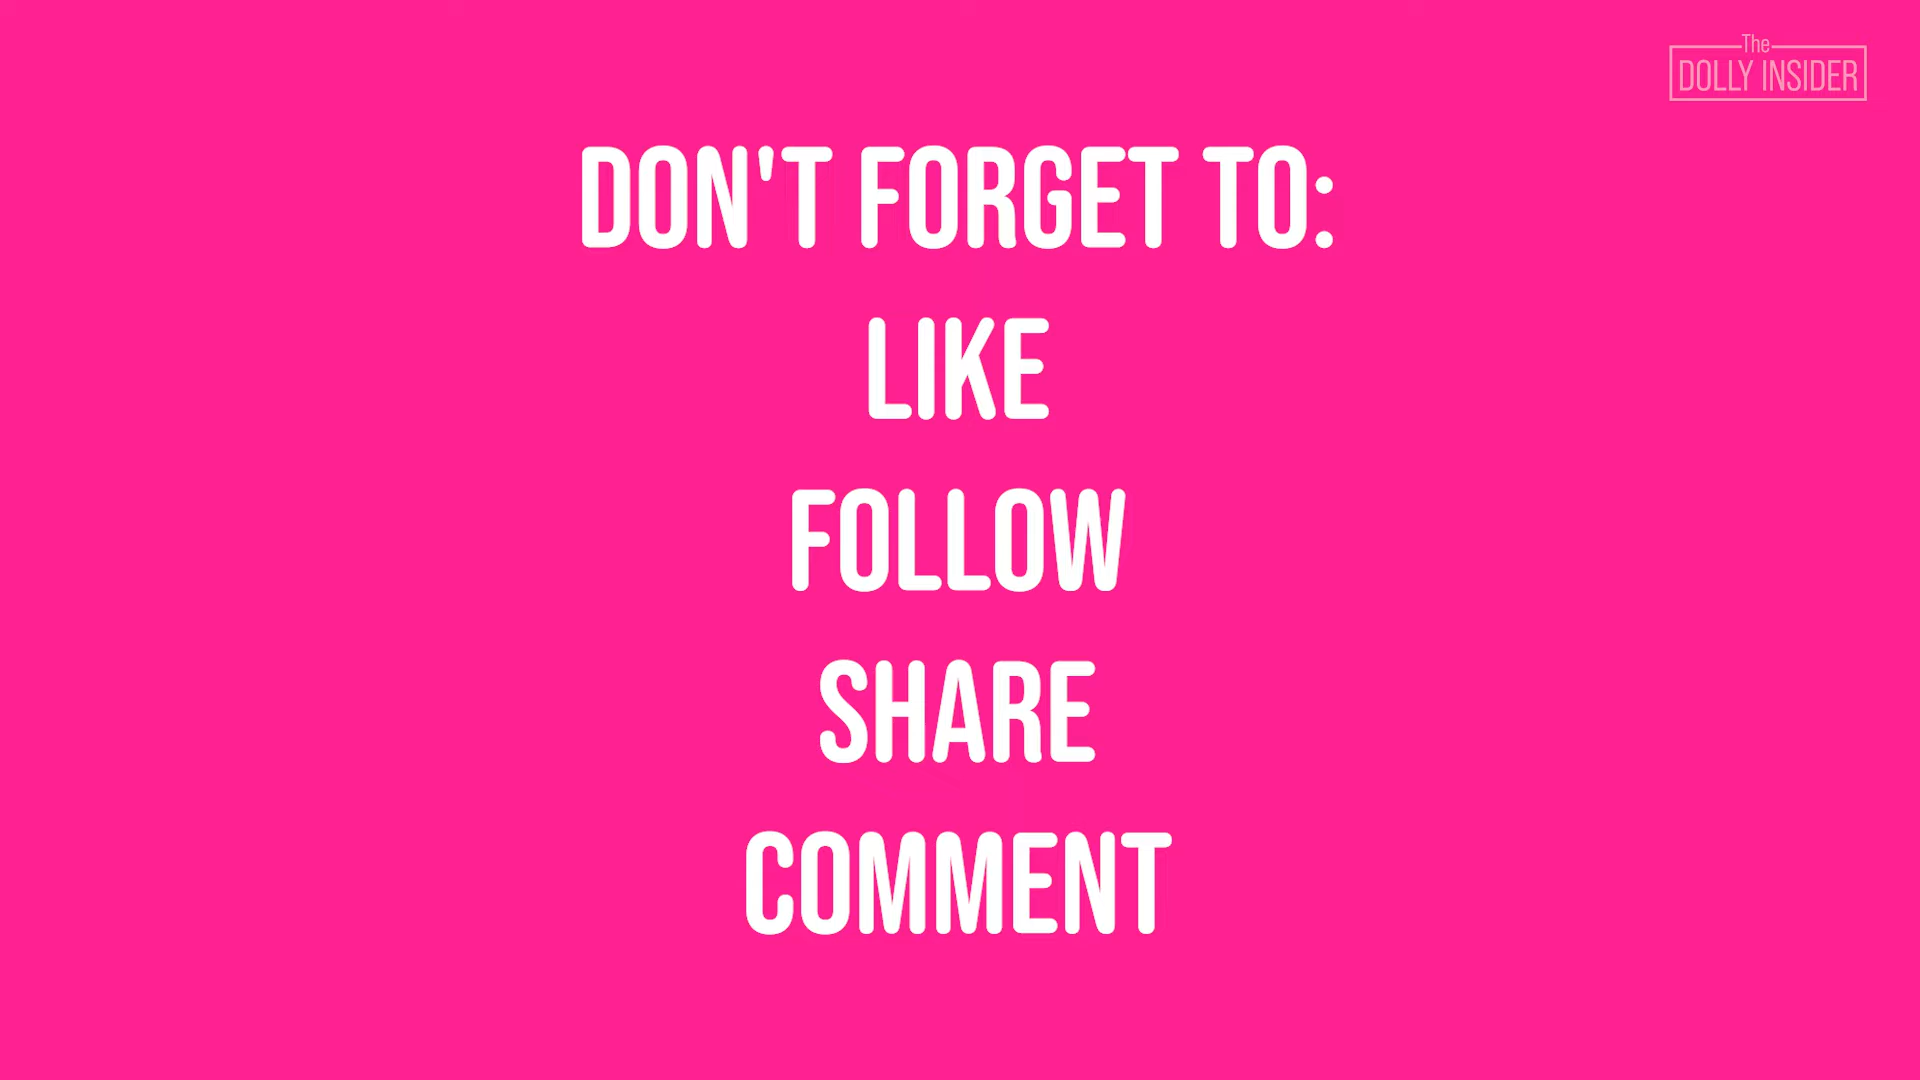 The
DOLLY INSIDER
DON'T FORGET TO:
LIKE
FOLLOW
SHARE
COMMENT